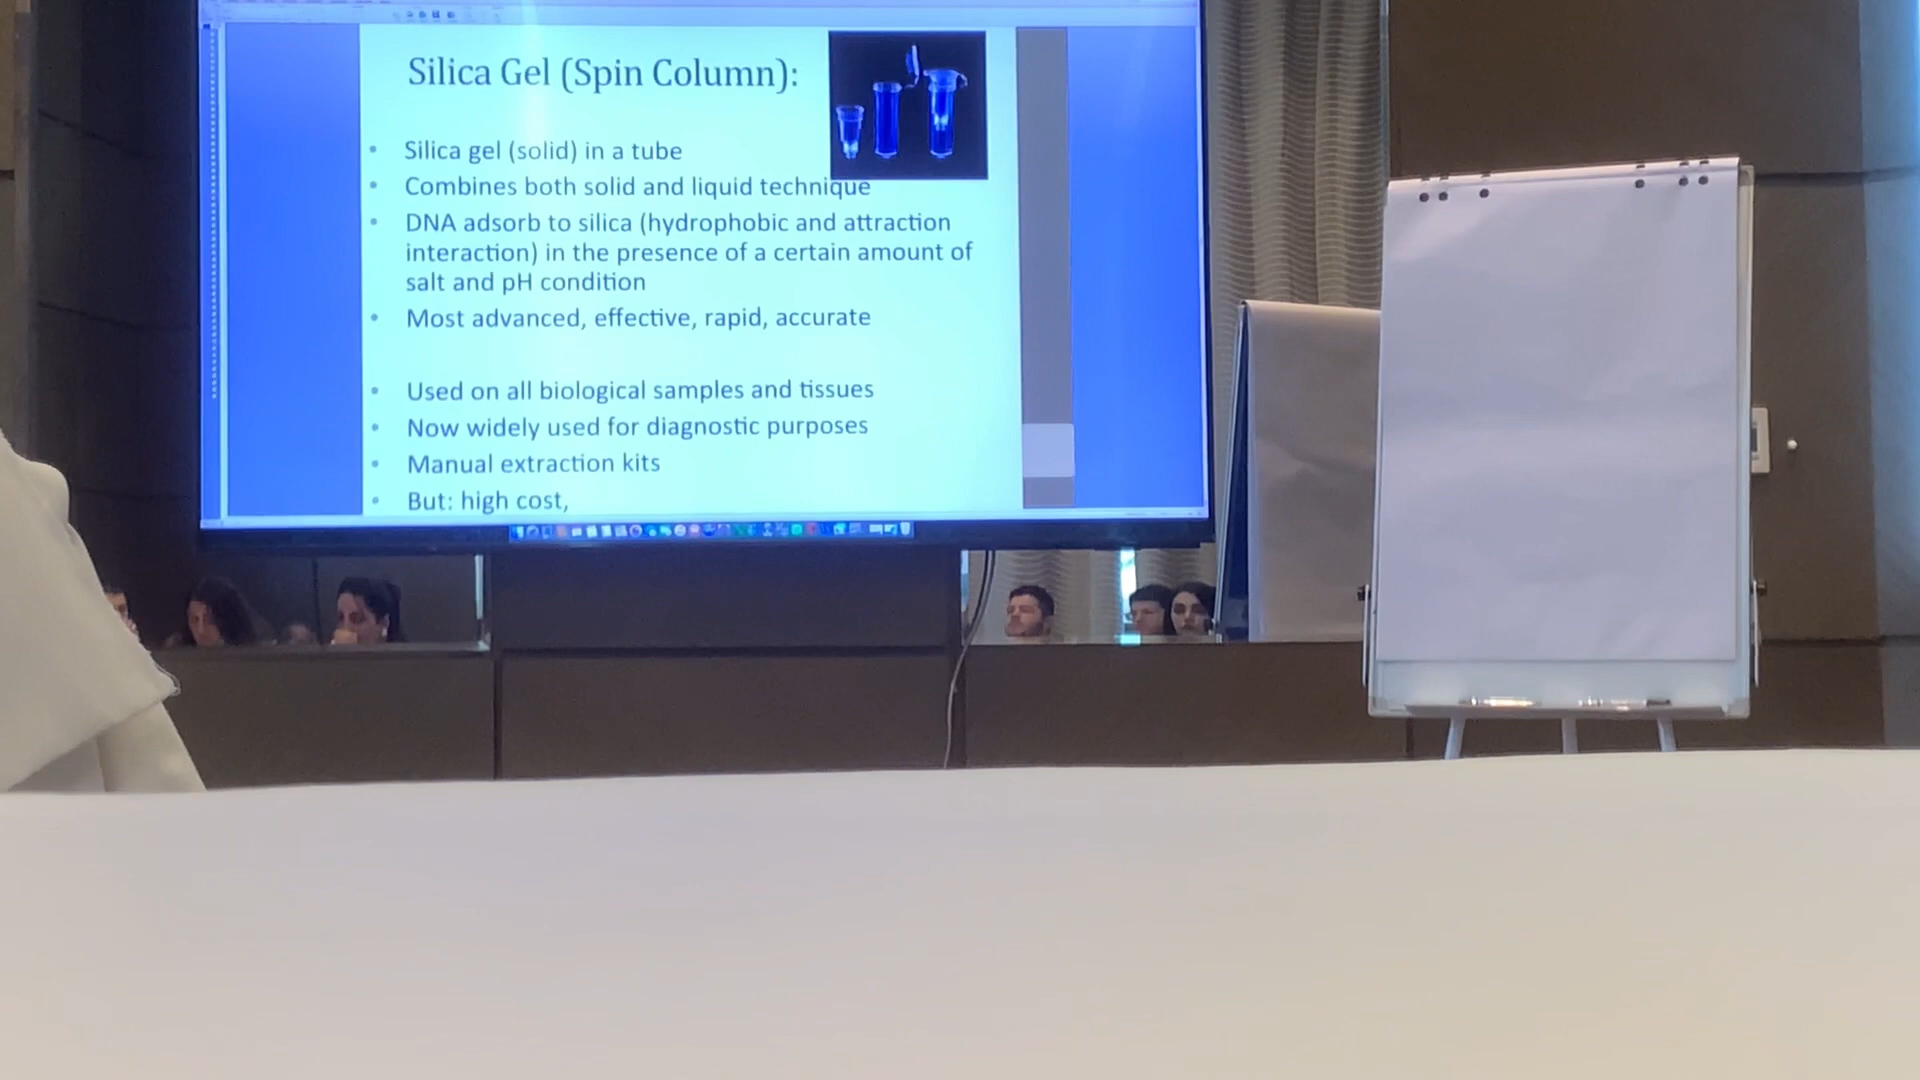 Silica Gel (Spin Column):
• Silica gel (solid) in a tube
• Combines both solid and liquid technique
• DNA adsorb to silica (hydrophobic and attraction
interaction) in the presence of a certain amount of
salt and pH condition
• Most advanced, effective, rapid, accurate
• Used on all biological samples and tissues
• Now widely used for diagnostic purposes
• Manual extraction kits
• But: high cost,